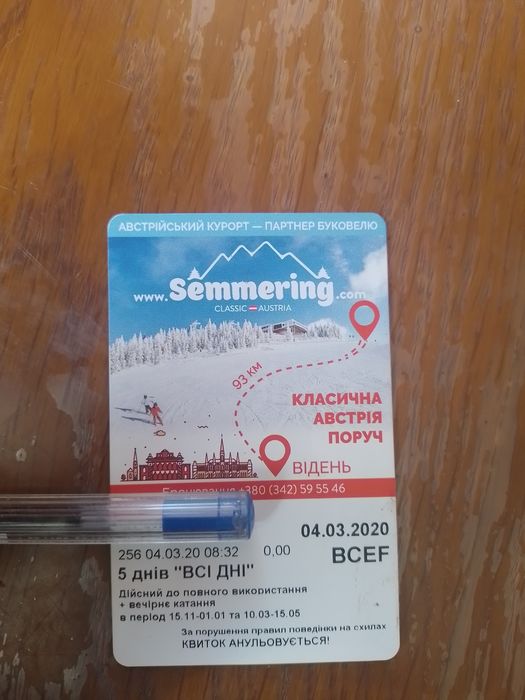 АВСТРІЙСЬКИЙ КУРОРТ — ПАРТНЕР БУКОВЕЛЮ
www.Semmering.com
CLASSIC AUSTRIA
93 КМ
КЛАСИЧНА
АВСТРІЯ
ПОРУЧ
ВІДЕНЬ
Бронювання +380 (342) 59 55 46
04.03.2020
256 04.03.20 08:32 0,00 BCEF
5 днів "ВСІ ДНІ"
Дійсний до повного використання
+ вечірнє катання
в період 15.11-01.01 та 10.03-15.05
За порушення правил поведінки на схилах
КВИТОК АНУЛЬОВУЄТЬСЯ!